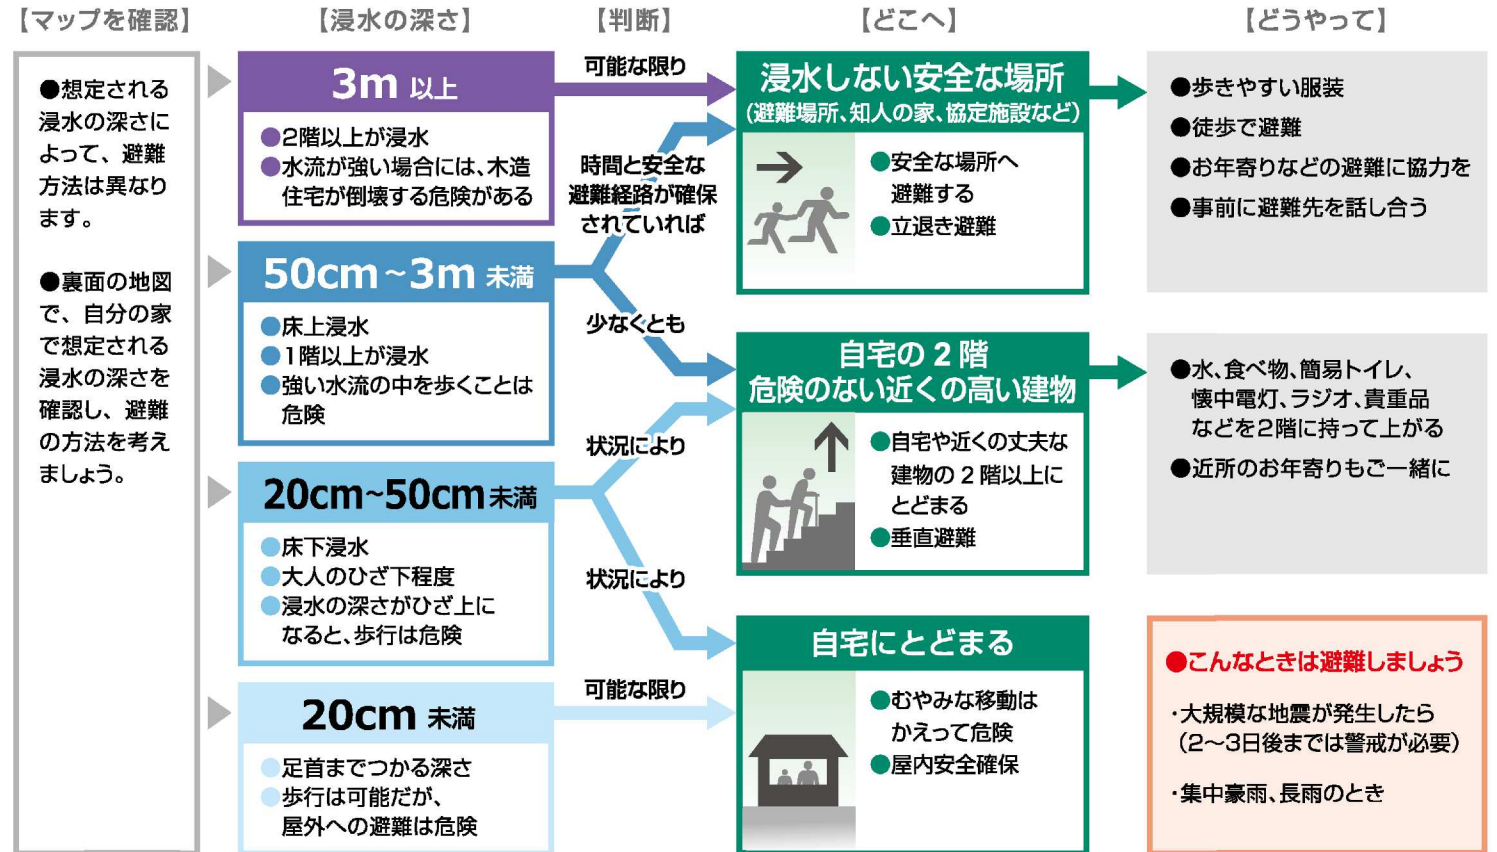 【マップを確認】
●想定される
浸水の深さに
よって、避難
方法は異なり
ます。
●裏面の地図
で、自分の家
で想定される
浸水の深さを
確認し、避難
の方法を考え
ましょう。
【浸水の深さ】
3m 以上
●2階以上が浸水
●水流が強い場合には、木造
住宅が倒壊する危険がある
50cm~3m 未満
●床上浸水
●1階以上が浸水
●強い水流の中を歩くことは
危険
20cm~50cm未満
●床下浸水
●大人のひざ下程度
●浸水の深さがひざ上に
なると、歩行は危険
20cm 未満
●足首までつかる深さ
●歩行は可能だが、
屋外への避難は危険
【判断】
可能な限り
時間と安全な
避難経路が確保
されていれば
少なくとも
状況により
状況により
可能な限り
【どこへ】
浸水しない安全な場所
(避難場所、知人の家、協定施設など)
●安全な場所へ
避難する
●立退き避難
自宅の2階
危険のない近くの高い建物
●自宅や近くの丈夫な
建物の2階以上に
とどまる
●垂直避難
自宅にとどまる
●むやみな移動は
かえって危険
●屋内安全確保
【どうやって】
●歩きやすい服装
●徒歩で避難
●お年寄りなどの避難に協力を
●事前に避難先を話し合う
●水、食べ物、簡易トイレ、
懐中電灯、ラジオ、貴重品
などを2階に持って上がる
●近所のお年寄りもご一緒に
●こんなときは避難しましょう
・大規模な地震が発生したら
(2〜3日後までは警戒が必要)
・集中豪雨、長雨のとき